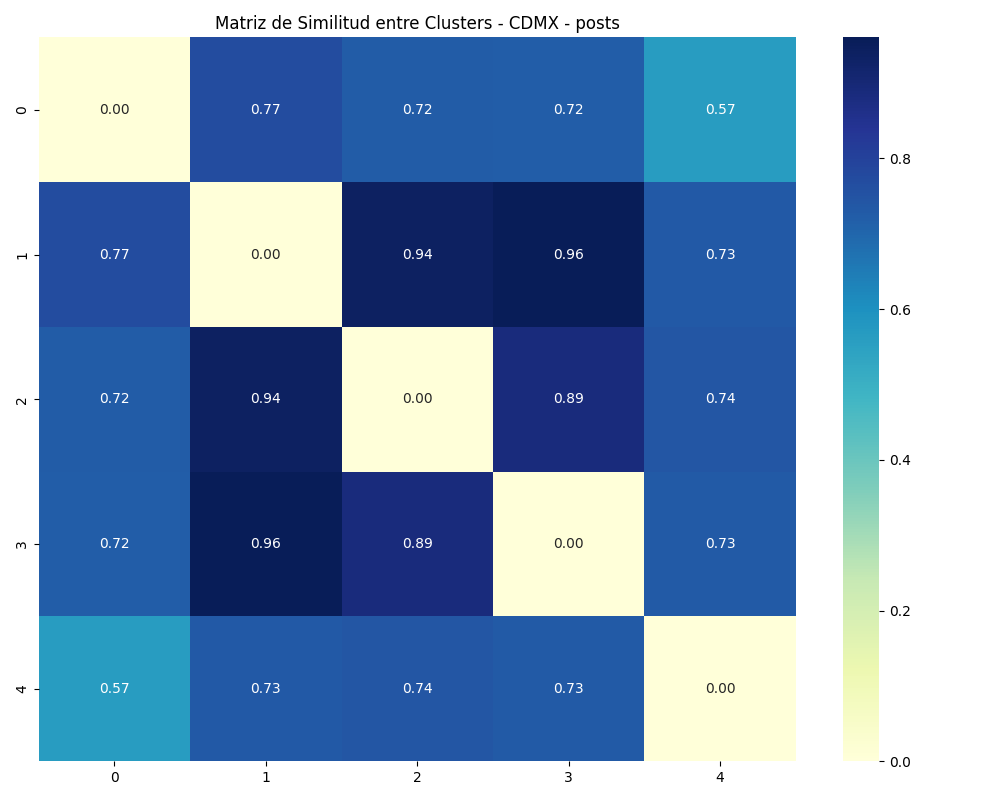 Matriz de Similitud entre Clusters - CDMX - posts
0 0.00 0.77 0.72 0.72 0.57
1 0.77 0.00 0.94 0.96 0.73
2 0.72 0.94 0.00 0.89 0.74
3 0.72 0.96 0.89 0.00 0.73
4 0.57 0.73 0.74 0.73 0.00
0 1 2 3 4
0.8
0.6
0.4
0.2
0.0